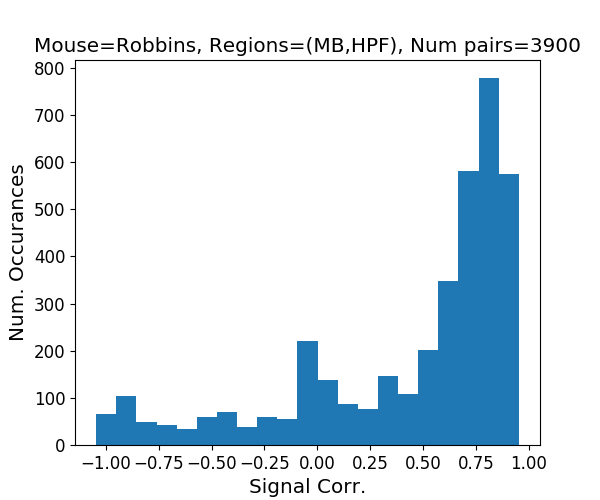 Mouse=Robbins, Regions=(MB,HPF), Num pairs=3900
800
700
600
500
400
300
200
100
0
Num. Occurances
−1.00 −0.75 −0.50 −0.25 0.00 0.25 0.50 0.75 1.00
Signal Corr.